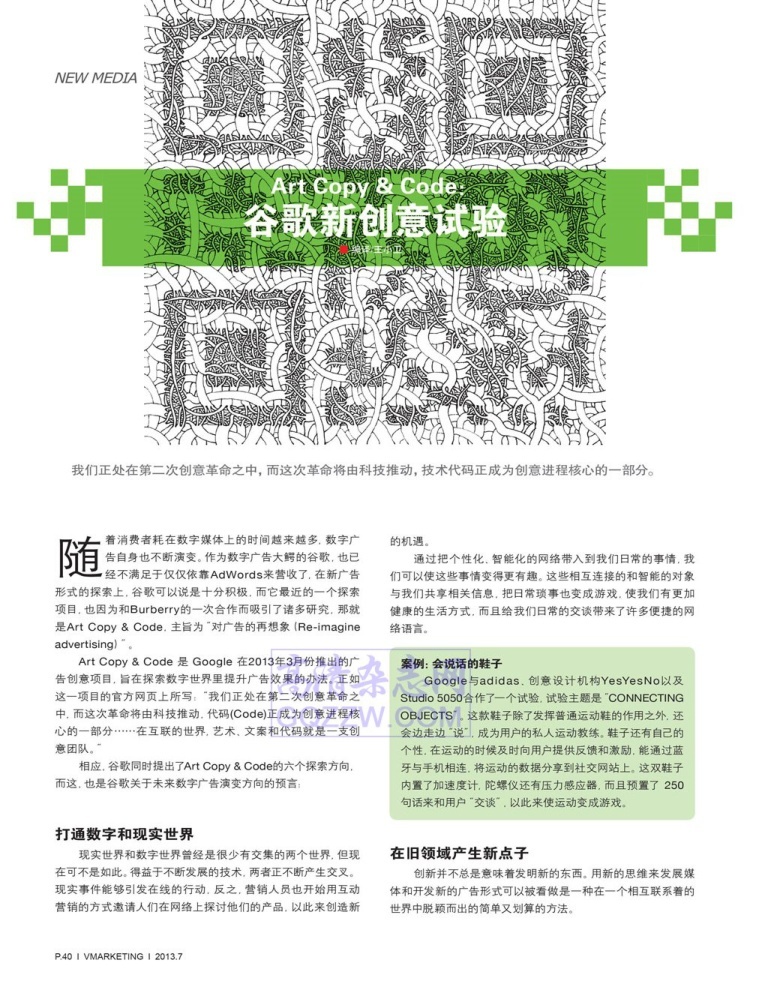 NEW MEDIA
Art Copy & Code:
谷歌新创意试验
编译:王小卫
我们正处在第二次创意革命之中,而这次革命将由科技推动,技术代码正成为创意进程核心的一部分。
随着消费者耗在数字媒体上的时间越来越多,数字广
告自身也不断演变。作为数字广告大鳄的谷歌,也已
经不满足于仅仅依靠AdWords来营收了,在新广告
形式的探索上,谷歌可以说是十分积极,而它最近的一个探索
项目,也因为和Burberry的一次合作而吸引了诸多研究,那就
是Art Copy & Code,主旨为“对广告的再想象(Re-imagine
advertising)”。
Art Copy & Code 是 Google 在2013年3月份推出的广
告创意项目,旨在探索数字世界里提升广告效果的办法。正如
这一项目的官方网页上所写:“我们正处在第二次创意革命之
中,而这次革命将由科技推动,代码(Code)正成为创意进程核
心的一部分……在互联的世界,艺术、文案和代码就是一支创
意团队。”
相应,谷歌同时提出了Art Copy & Code的六个探索方向,
而这,也是谷歌关于未来数字广告演变方向的预言:
打通数字和现实世界
现实世界和数字世界曾经是很少有交集的两个世界,但现
在可不是如此。得益于不断发展的技术,两者正不断产生交叉。
现实事件能够引发在线的行动,反之,营销人员也开始用互动
营销的方式邀请人们在网络上探讨他们的产品,以此来创造新
的机遇。
通过把个性化、智能化的网络带入到我们日常的事情,我
们可以使这些事情变得更有趣。这些相互连接的和智能的对象
与我们共享相关信息,把日常琐事也变成游戏,使我们有更加
健康的生活方式,而且给我们日常的交谈带来了许多便捷的网
络语言。
案例:会说话的鞋子
Google与adidas、创意设计机构YesYesNo以及
Studio 5050合作了一个试验,试验主题是“CONNECTING
OBJECTS”。这款鞋子除了发挥普通运动鞋的作用之外,还
会边走边“说”,成为用户的私人运动教练。鞋子还有自己的
个性,在运动的时候及时向用户提供反馈和激励,能通过蓝
牙与手机相连,将运动的数据分享到社交网站上。这双鞋子
内置了加速度计、陀螺仪还有压力感应器,而且预置了 250
句话来和用户“交谈”,以此来使运动变成游戏。
在旧领域产生新点子
创新并不总是意味着发明新的东西。用新的思维来发展媒
体和开发新的广告形式可以被看做是一种在一个相互联系着的
世界中脱颖而出的简单又划算的方法。
高清杂志网
GQZZW.COM
P.40 I VMARKETING I 2013.7